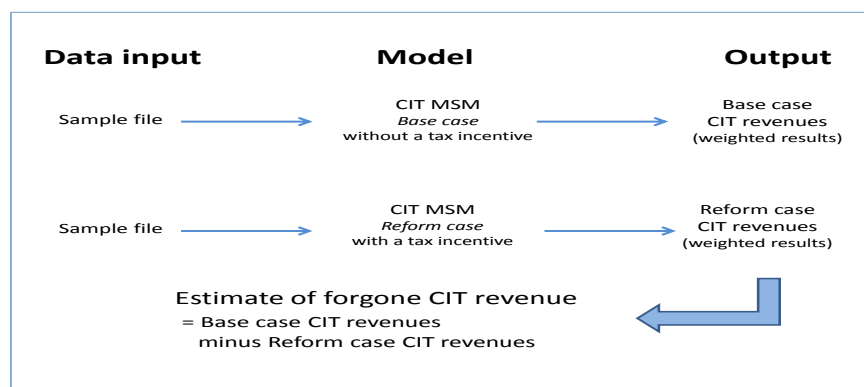 Data input
Model
Output
Sample file
CIT MSM
Base case
without a tax incentive
Base case
CIT revenues
(weighted results)
Sample file
CIT MSM
Reform case
with a tax incentive
Reform case
CIT revenues
(weighted results)
Estimate of forgone CIT revenue
= Base case CIT revenues
minus Reform case CIT revenues